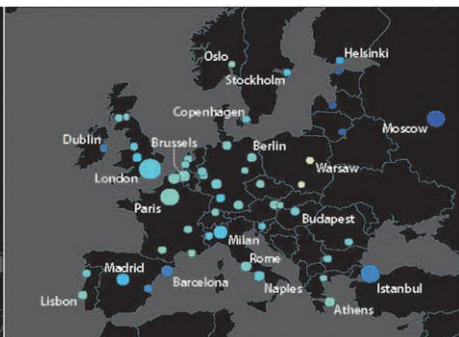 Oslo
Helsinki
Stockholm
Copenhagen
Moscow
Dublin
Brussels
Berlin
London
Warsaw
Paris
Budapest
Milan
Madrid
Rome
Barcelona
Naples
Istanbul
Lisbon
Athens